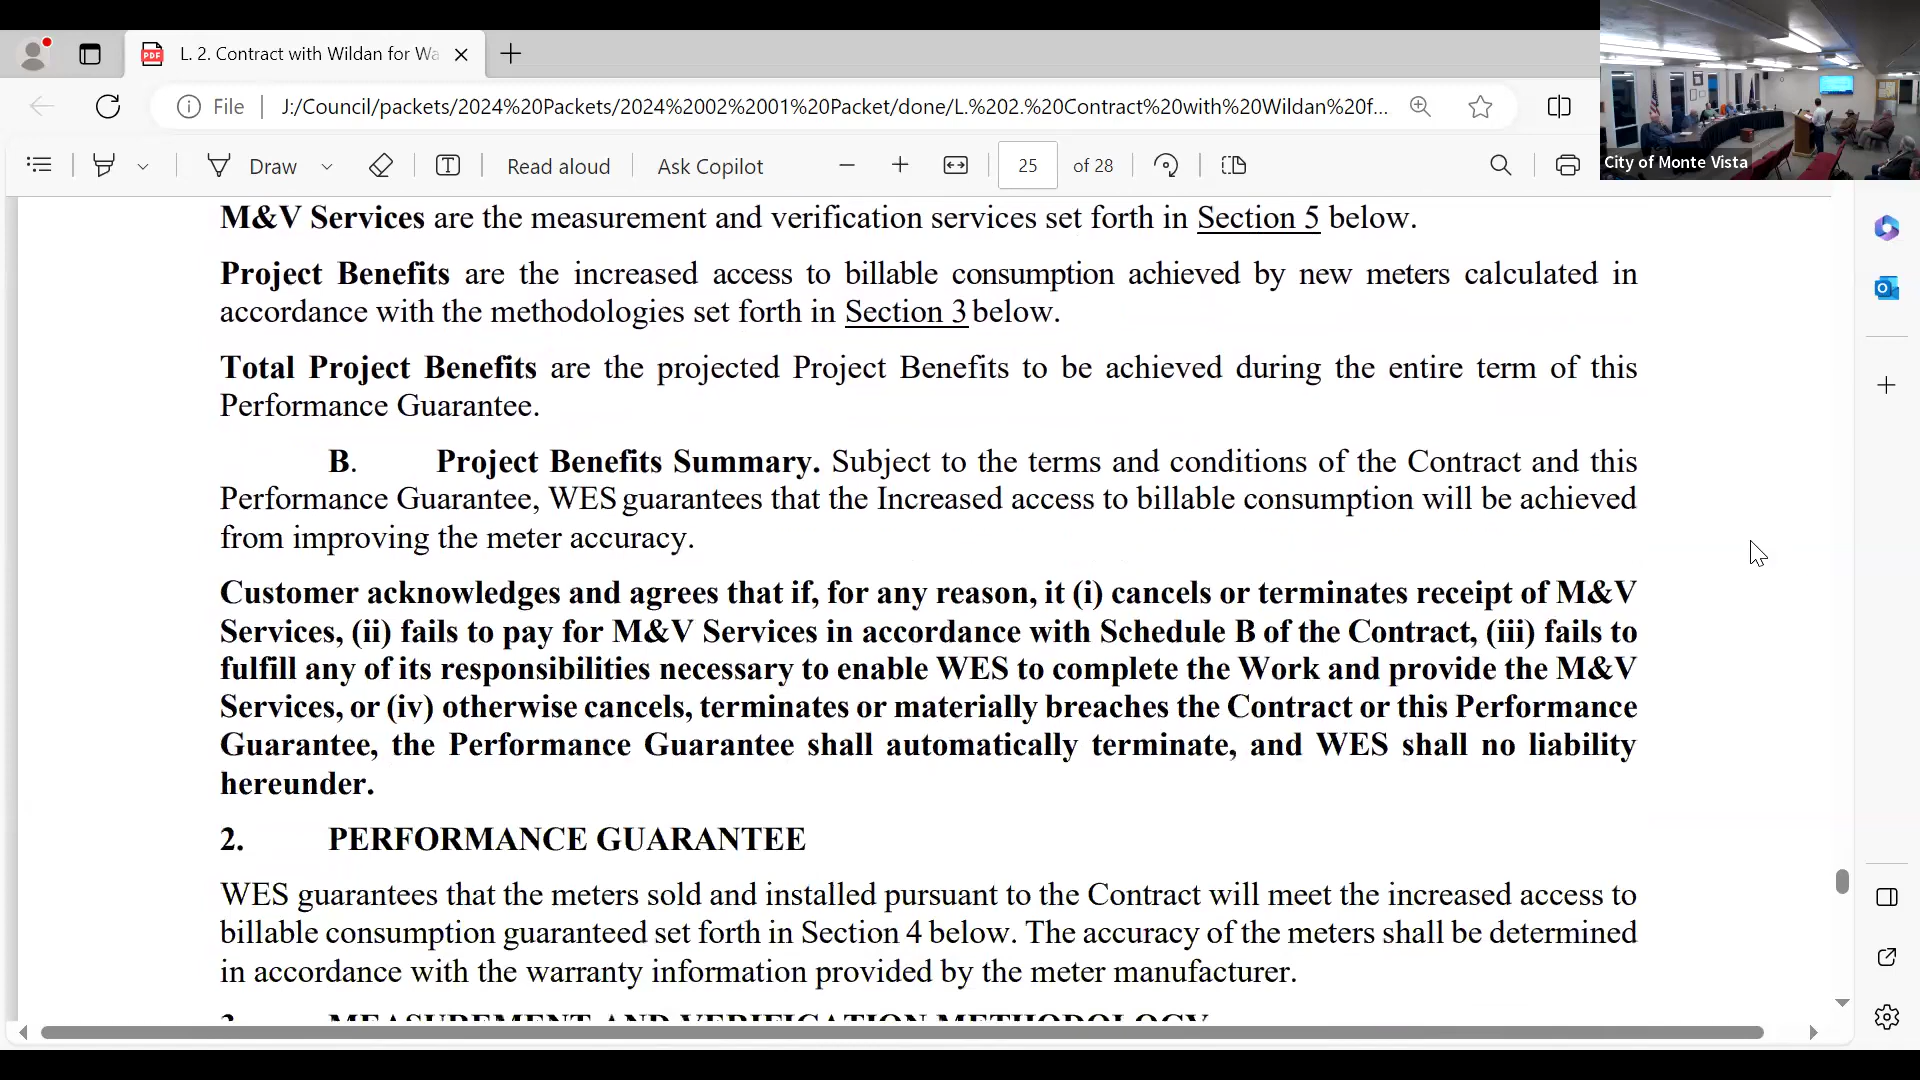 L. 2. Contract with Wildan for Wa
File
J:/Council/packets/2024%20Packets/2024%2002%2001%20Packet/done/L.%202.%20Contract%20with%20Wildan%20f...
City of Monte Vista
Draw
Read aloud
Ask Copilot
25
of 28
M&V Services are the measurement and verification services set forth in Section 5 below.
Project Benefits are the increased access to billable consumption achieved by new meters calculated in
accordance with the methodologies set forth in Section 3 below.
Total Project Benefits are the projected Project Benefits to be achieved during the entire term of this
Performance Guarantee.
B. Project Benefits Summary. Subject to the terms and conditions of the Contract and this
Performance Guarantee, WES guarantees that the Increased access to billable consumption will be achieved
from improving the meter accuracy.
Customer acknowledges and agrees that if, for any reason, it (i) cancels or terminates receipt of M&V
Services, (ii) fails to pay for M&V Services in accordance with Schedule B of the Contract, (iii) fails to
fulfill any of its responsibilities necessary to enable WES to complete the Work and provide the M&V
Services, or (iv) otherwise cancels, terminates or materially breaches the Contract or this Performance
Guarantee, the Performance Guarantee shall automatically terminate, and WES shall no liability
hereunder.
2. PERFORMANCE GUARANTEE
WES guarantees that the meters sold and installed pursuant to the Contract will meet the increased access to
billable consumption guaranteed set forth in Section 4 below. The accuracy of the meters shall be determined
in accordance with the warranty information provided by the meter manufacturer.
3. MEASUREMENT AND VERIFICATION METHODOLOGY